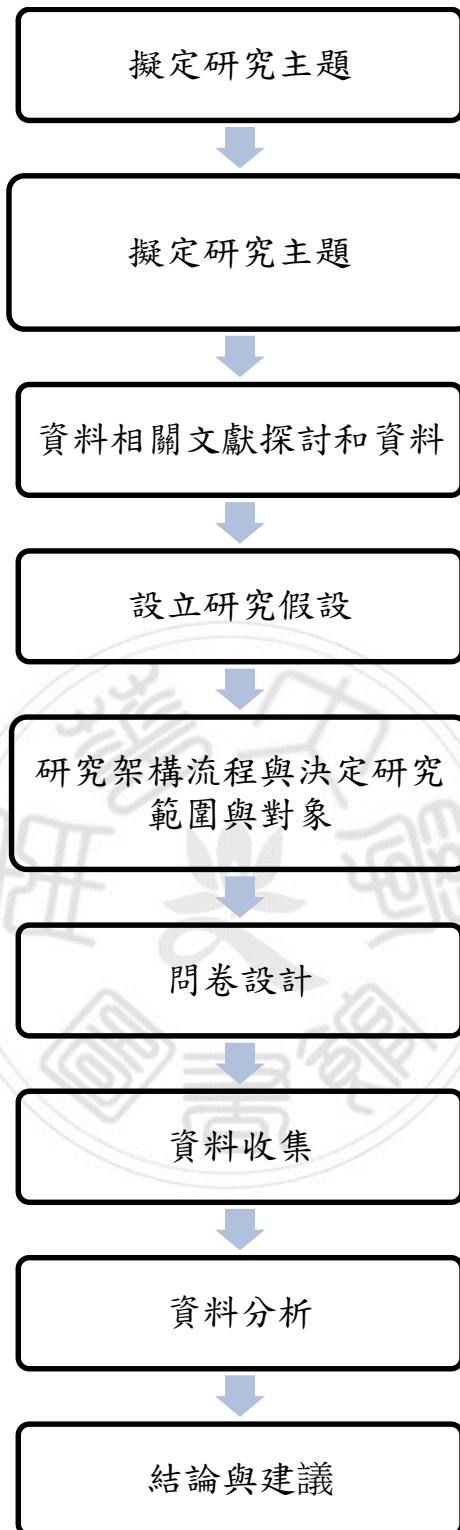 擬定研究主題
擬定研究主題
資料相關文獻探討和資料
設立研究假設
研究架構流程與決定研究
範圍與對象
問卷設計
資料收集
資料分析
結論與建議